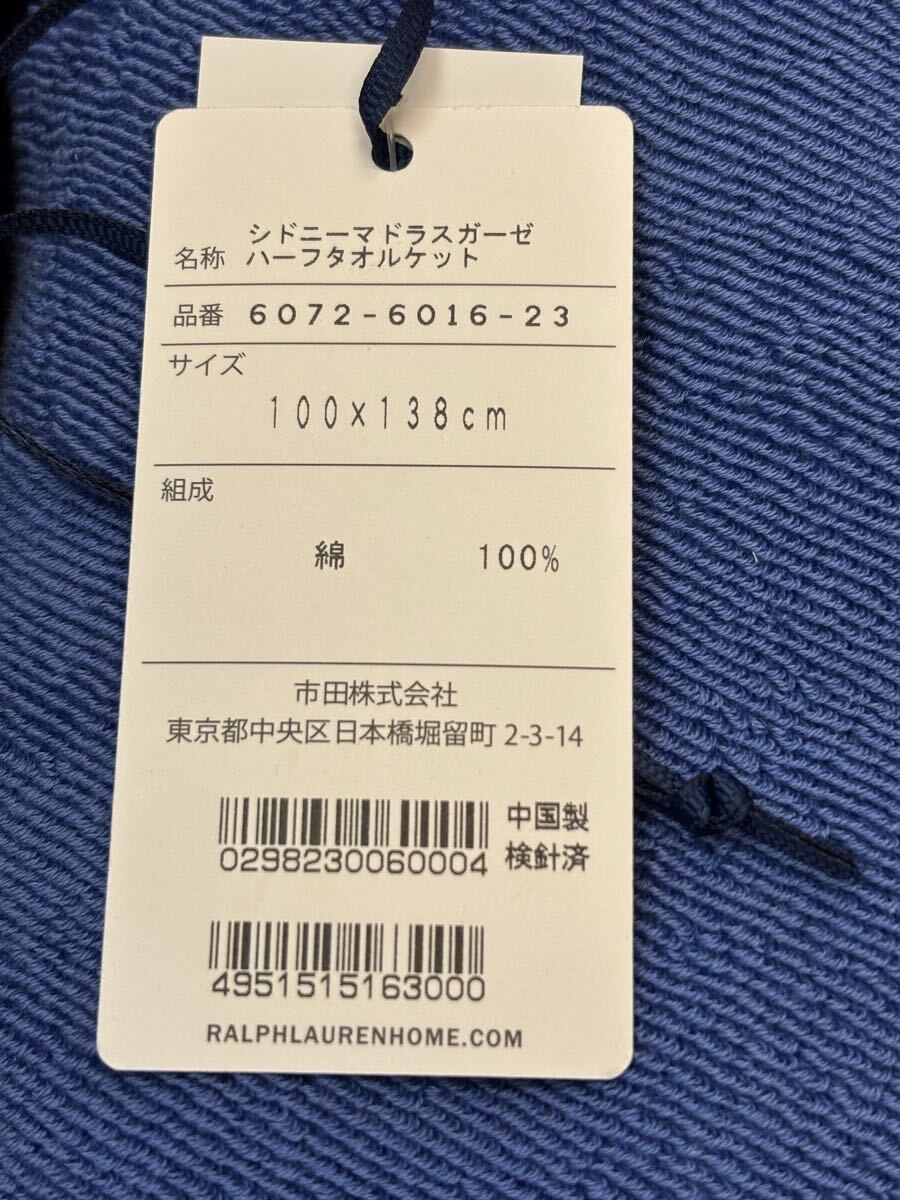 名称 シドニーマドラスガーゼ
ハーフタオルケット
品番 6072-6016-23
サイズ
100×138cm
組成
綿 100%
市田株式会社
東京都中央区日本橋堀留町 2-3-14
中国製
0298230060004 検針済
4951515163000
RALPHLAURENHOME.COM